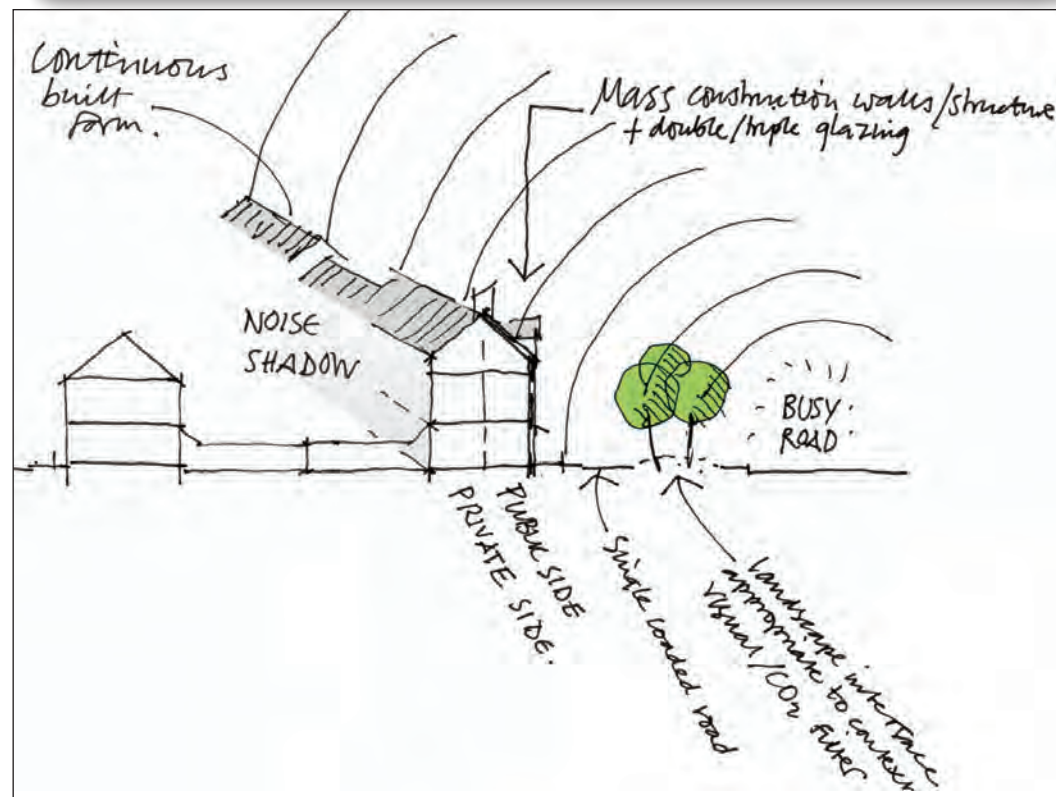 Continuous
built
form.
Mass construction walls/structure
+ double/triple glazing
NOISE
SHADOW
BUSY
ROAD
PUBLIC SIDE
PRIVATE SIDE.
Single loaded road
Landscape interface
appropriate to context
visual/CO2 filter